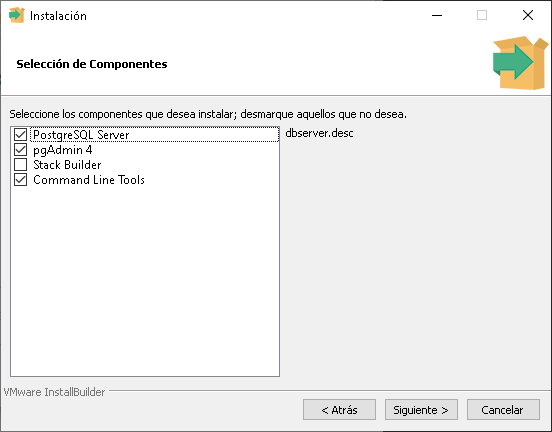 Instalación
Selección de Componentes
Seleccione los componentes que desea instalar; desmarque aquellos que no desea.
PostgreSQL Server
dbserver.desc
pgAdmin 4
Stack Builder
Command Line Tools
VMware InstallBuilder
< Atrás
Siguiente >
Cancelar